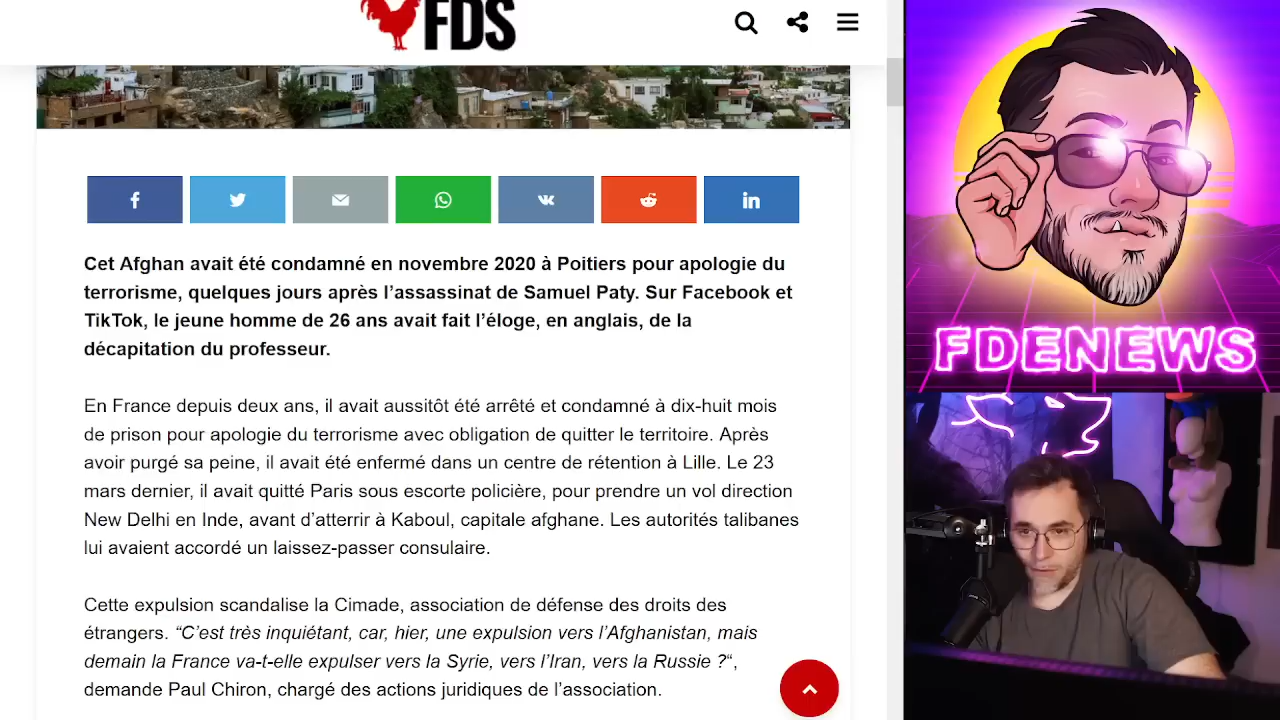 FDS
Cet Afghan avait été condamné en novembre 2020 à Poitiers pour apologie du
terrorisme, quelques jours après l’assassinat de Samuel Paty. Sur Facebook et
TikTok, le jeune homme de 26 ans avait fait l’éloge, en anglais, de la
décapitation du professeur.
En France depuis deux ans, il avait aussitôt été arrêté et condamné à dix-huit mois
de prison pour apologie du terrorisme avec obligation de quitter le territoire. Après
avoir purgé sa peine, il avait été enfermé dans un centre de rétention à Lille. Le 23
mars dernier, il avait quitté Paris sous escorte policière, pour prendre un vol direction
New Delhi en Inde, avant d’atterrir à Kaboul, capitale afghane. Les autorités talibanes
lui avaient accordé un laissez-passer consulaire.
Cette expulsion scandalise la Cimade, association de défense des droits des
étrangers. “C’est très inquiétant, car, hier, une expulsion vers l’Afghanistan, mais
demain la France va-t-elle expulser vers la Syrie, vers l’Iran, vers la Russie ?“,
demande Paul Chiron, chargé des actions juridiques de l’association.
FDENEWS